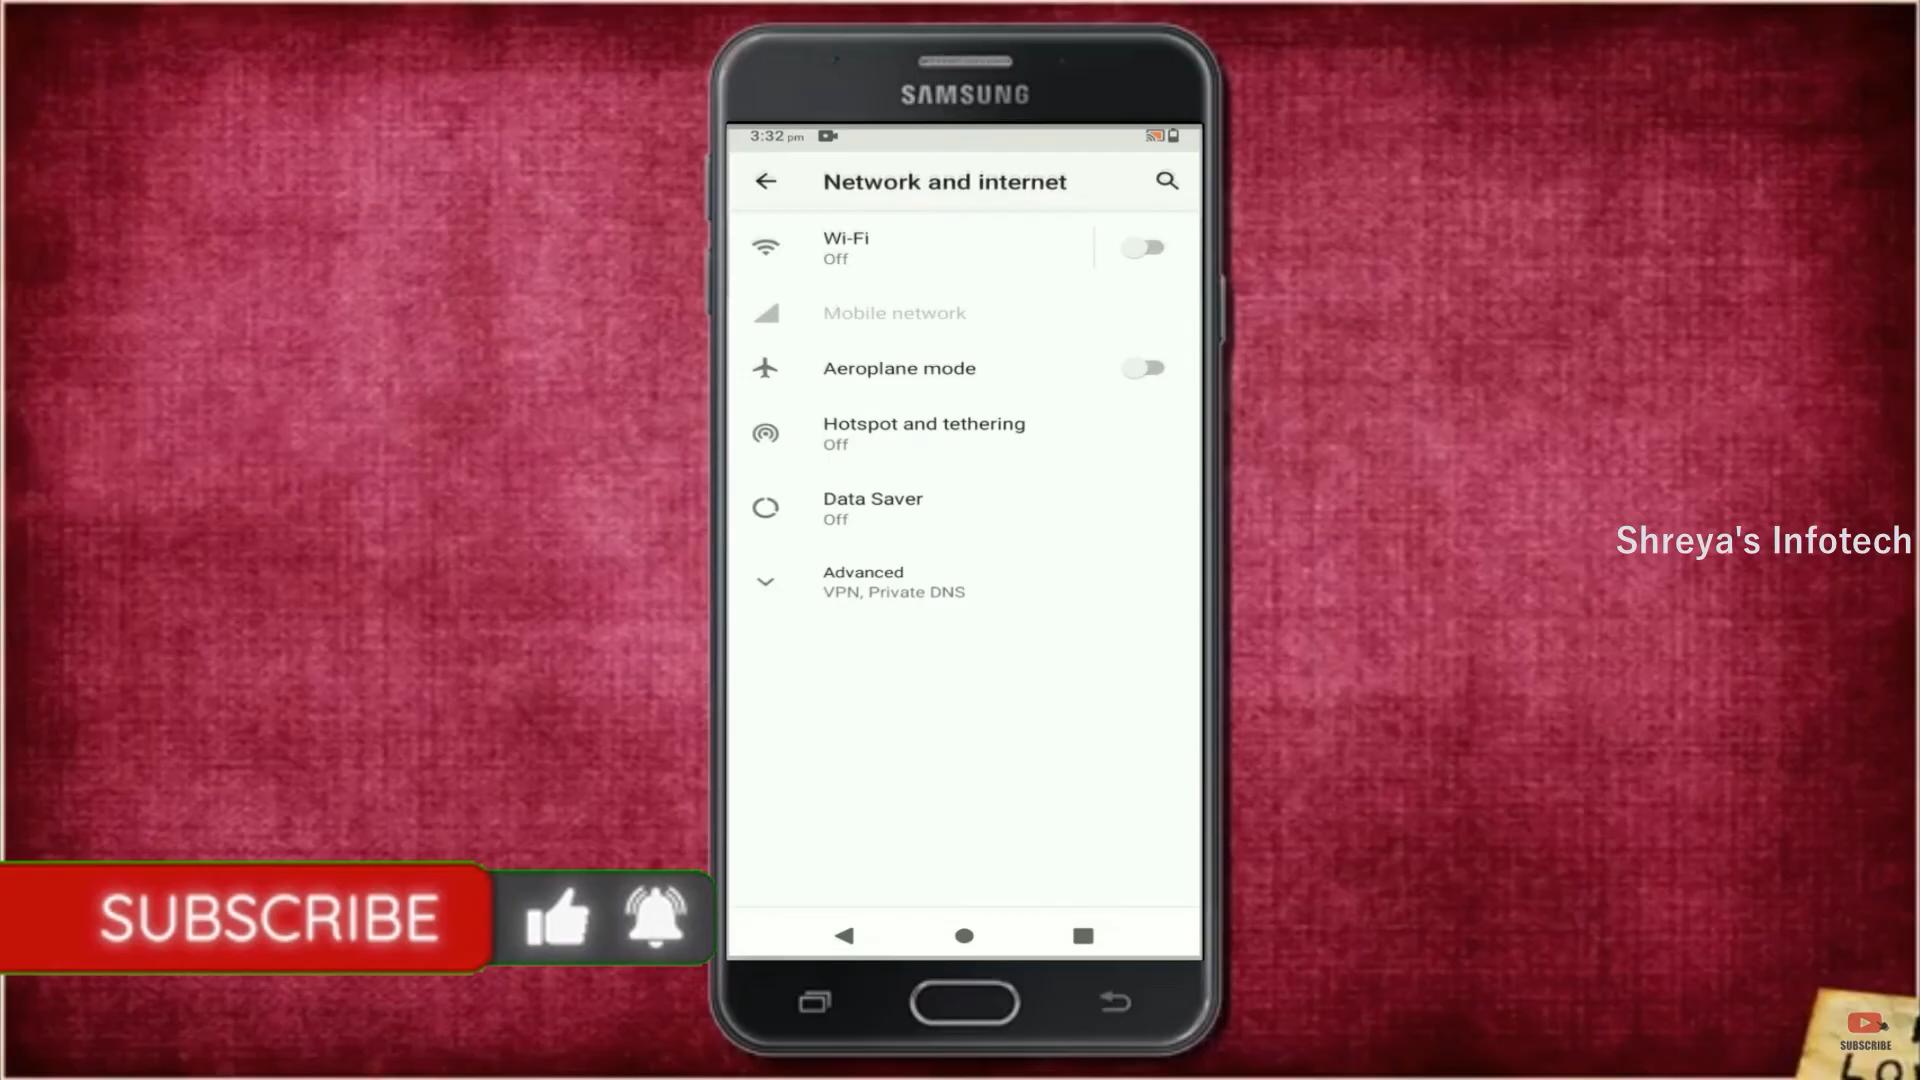 SAMSUNG
3:32 pm
Network and internet
Wi-Fi
Off
Mobile network
Aeroplane mode
Hotspot and tethering
Off
Data Saver
Off
Advanced
VPN, Private DNS
Shreya's Infotech
SUBSCRIBE
SUBSCRIBE